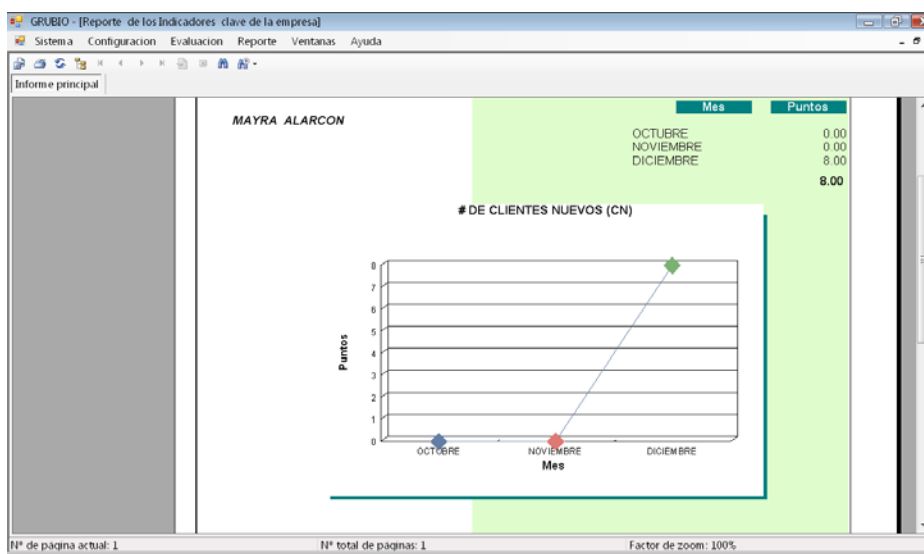 GRUBIO - [Reporte de los Indicadores clave de la empresa]
Sistema Configuracion Evaluacion Reporte Ventanas Ayuda
Informe principal
Mes Puntos
MAYRA ALARCON
OCTUBRE 0.00
NOVIEMBRE 0.00
DICIEMBRE 8.00
8.00
# DE CLIENTES NUEVOS (CN)
8
7
6
5
4
3
2
1
0
Puntos
OCTOBRE NOVIEMBRE DICIEMBRE
Mes
Nº de página actual: 1 Nº total de páginas: 1 Factor de zoom: 100%